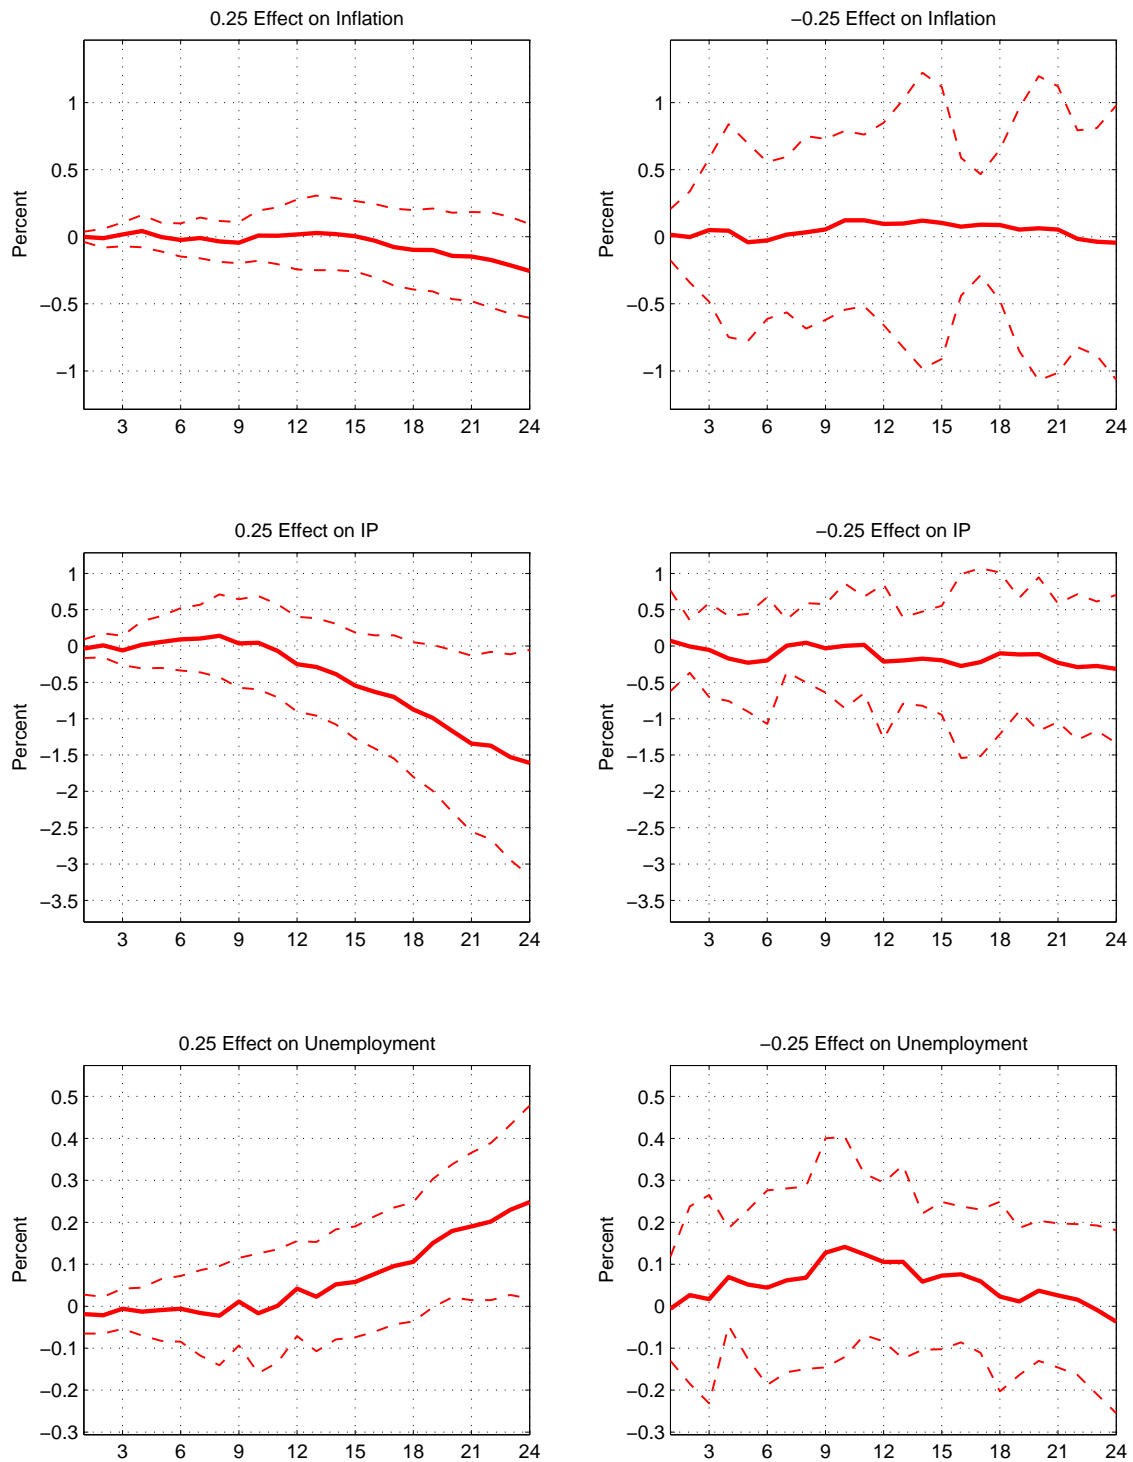 0.25 Effect on Inflation
−0.25 Effect on Inflation
Percent
1
0.5
0
−0.5
−1
3 6 9 12 15 18 21 24
Percent
1
0.5
0
−0.5
−1
3 6 9 12 15 18 21 24
0.25 Effect on IP
−0.25 Effect on IP
Percent
1
0.5
0
−0.5
−1
−1.5
−2
−2.5
−3
−3.5
3 6 9 12 15 18 21 24
Percent
1
0.5
0
−0.5
−1
−1.5
−2
−2.5
−3
−3.5
3 6 9 12 15 18 21 24
0.25 Effect on Unemployment
−0.25 Effect on Unemployment
Percent
0.5
0.4
0.3
0.2
0.1
0
−0.1
−0.2
−0.3
3 6 9 12 15 18 21 24
Percent
0.5
0.4
0.3
0.2
0.1
0
−0.1
−0.2
−0.3
3 6 9 12 15 18 21 24